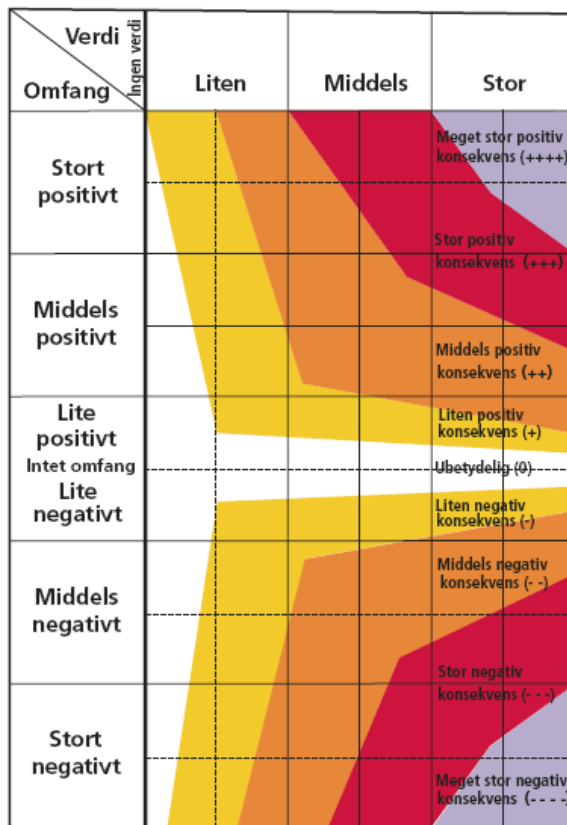 Verdi
Omfang
Ingen verdi
Liten
Middels
Stor
Stort
positivt
Meget stor positiv
konsekvens (++++)
Stor positiv
konsekvens (+++)
Middels
positivt
Middels positiv
konsekvens (++)
Lite
positivt
Liten positiv
konsekvens (+)
Intet omfang
Ubetydelig (0)
Lite
negativt
Liten negativ
konsekvens (-)
Middels
negativt
Middels negativ
konsekvens (- -)
Stor negativ
konsekvens (- - -)
Stort
negativt
Meget stor negativ
konsekvens (- - - -)